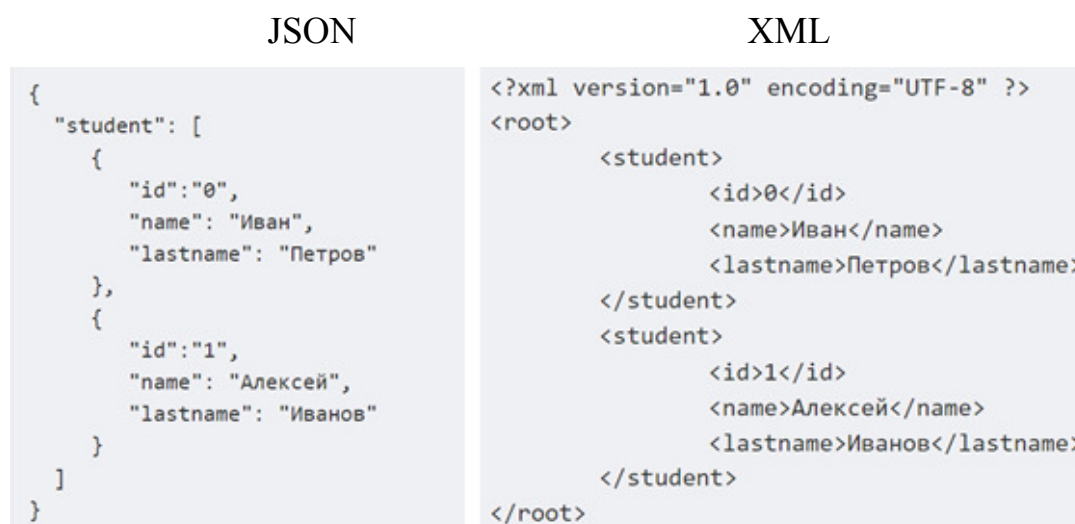 JSON
{
  "student": [
    {
      "id":"0",
      "name": "Иван",
      "lastname": "Петров"
    },
    {
      "id":"1",
      "name": "Алексей",
      "lastname": "Иванов"
    }
  ]
}
XML
<?xml version="1.0" encoding="UTF-8" ?>
<root>
        <student>
                <id>0</id>
                <name>Иван</name>
                <lastname>Петров</lastname>
        </student>
        <student>
                <id>1</id>
                <name>Алексей</name>
                <lastname>Иванов</lastname>
        </student>
</root>